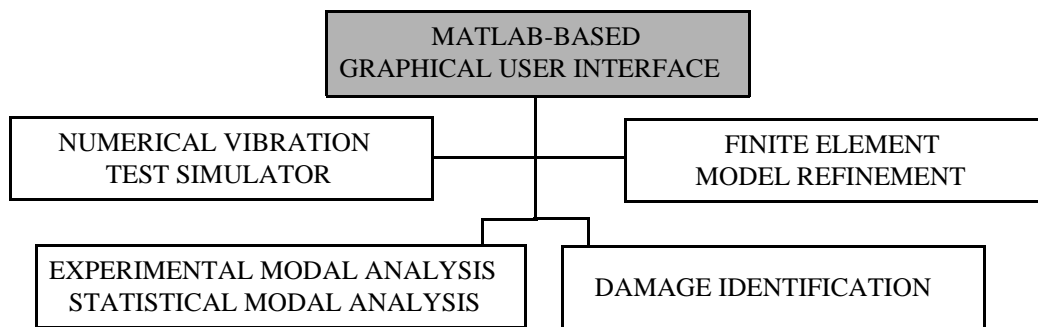 MATLAB-BASED
GRAPHICAL USER INTERFACE
NUMERICAL VIBRATION
TEST SIMULATOR
FINITE ELEMENT
MODEL REFINEMENT
EXPERIMENTAL MODAL ANALYSIS
STATISTICAL MODAL ANALYSIS
DAMAGE IDENTIFICATION